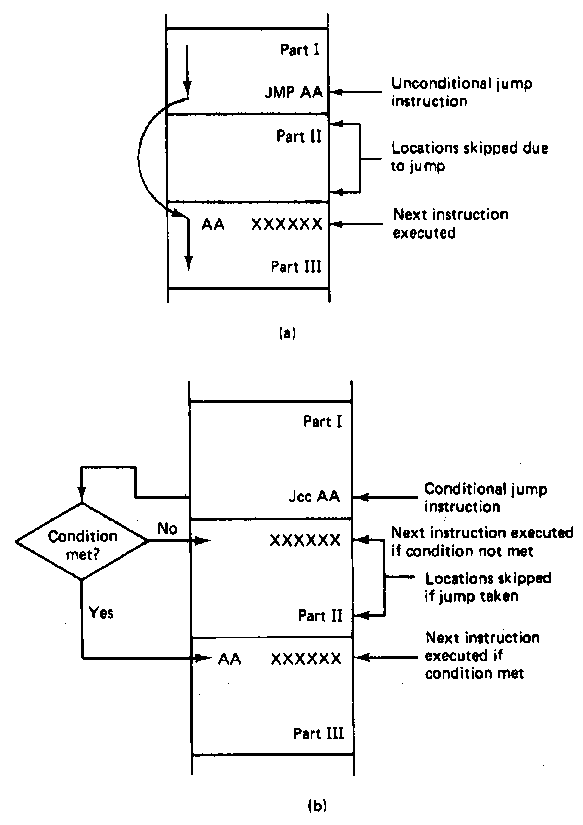 Part I
JMP AA
Unconditional jump
instruction
Part II
Locations skipped due
to jump
AA XXXXXX
Next instruction
executed
Part III
(a)
Part I
Jcc AA
Conditional jump
instruction
Condition
met?
No
XXXXXX
Next instruction executed
if condition not met
Locations skipped
if jump taken
Yes
Part II
AA XXXXXX
Next instruction
executed if
condition met
Part III
(b)